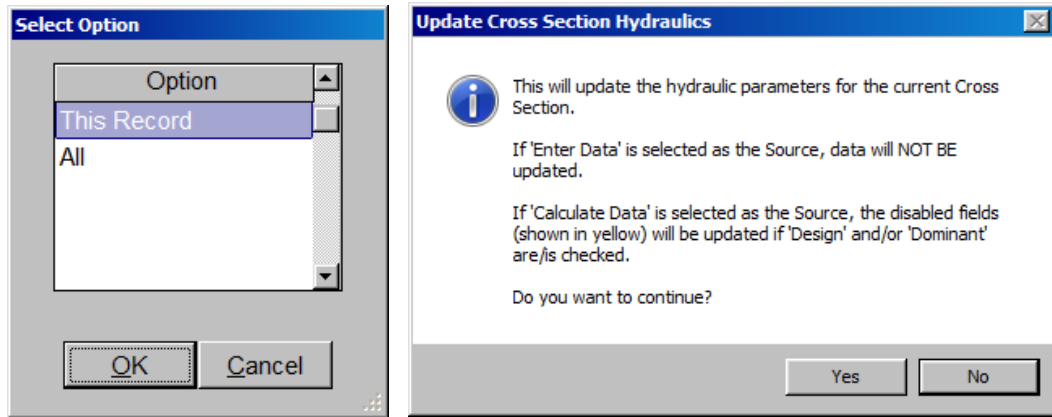 Select Option
Option
This Record
All
OK
Cancel
Update Cross Section Hydraulics
This will update the hydraulic parameters for the current Cross
Section.
If 'Enter Data' is selected as the Source, data will NOT BE
updated.
If 'Calculate Data' is selected as the Source, the disabled fields
(shown in yellow) will be updated if 'Design' and/or 'Dominant'
are/is checked.
Do you want to continue?
Yes
No